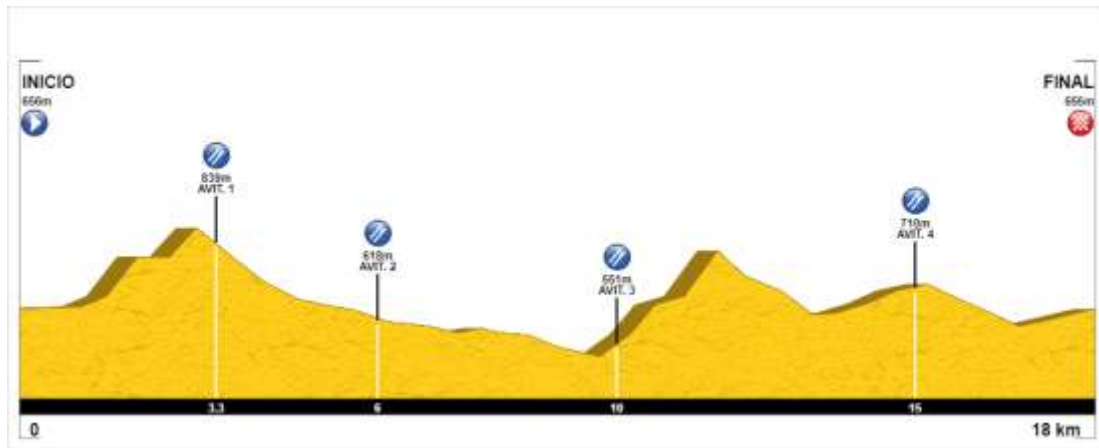 INICIO
656m
FINAL
656m
839m
AVIT. 1
618m
AVIT. 2
551m
AVIT. 3
710m
AVIT. 4
3.3
6
10
15
0
18 km